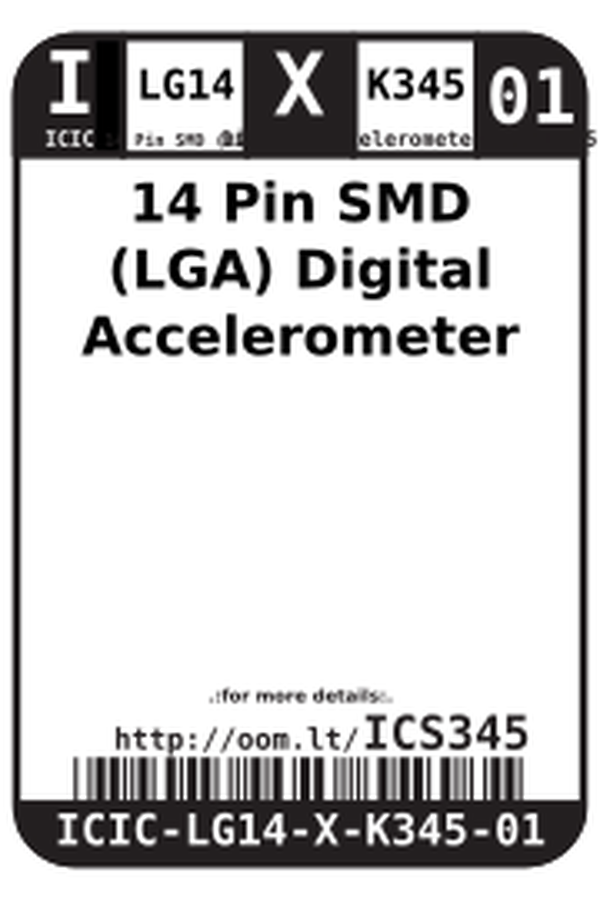 I LG14 X K345 01
ICIC Pin SMD eleromete
14 Pin SMD
(LGA) Digital
Accelerometer
.:for more details:.
http://oom.lt/ICS345
ICIC-LG14-X-K345-01